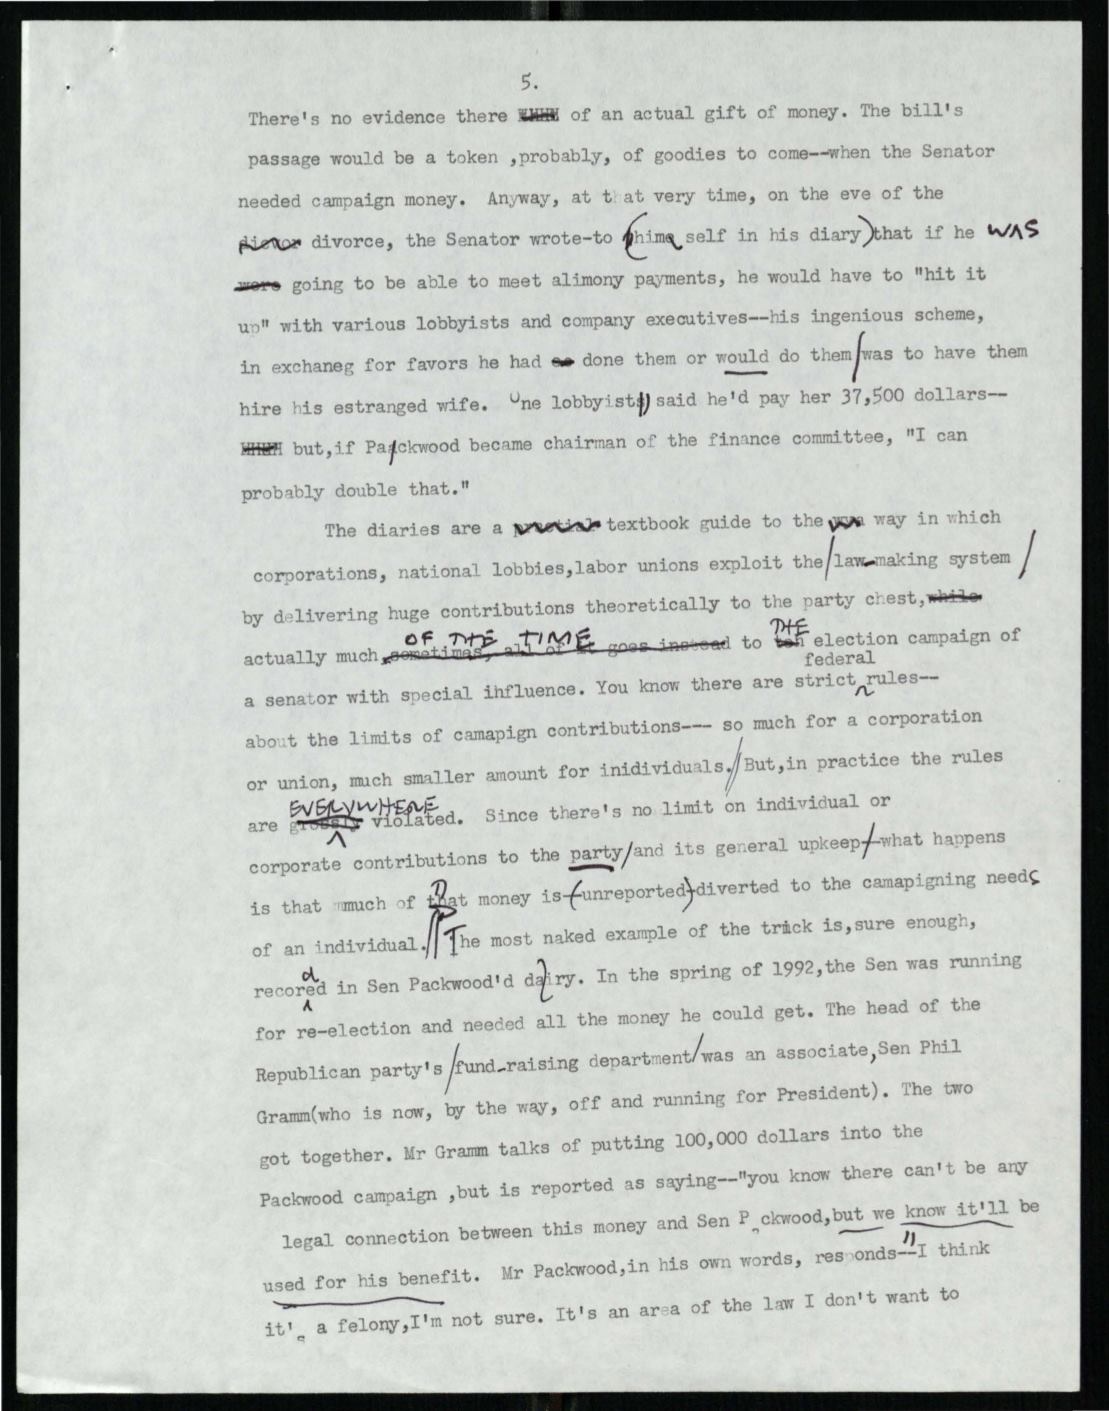 5.
There's no evidence there of an actual gift of money. The bill's
passage would be a token ,probably, of goodies to come--when the Senator
needed campaign money. Anyway, at that very time, on the eve of the
divorce, the Senator wrote-to (him self in his diary) that if he WAS
were going to be able to meet alimony payments, he would have to "hit it
up" with various lobbyists and company executives--his ingenious scheme,
in exchaneg for favors he had done them or would do them/was to have them
hire his estranged wife. One lobbyist) said he'd pay her 37,500 dollars--
but,if Packwood became chairman of the finance committee, "I can
probably double that."
The diaries are a textbook guide to the way in which
corporations, national lobbies,labor unions exploit the/law-making system /
by delivering huge contributions theoretically to the party chest,while
OF THE TIME THE
actually much sometimes, all of it goes instead to teh election campaign of
federal
a senator with special ihfluence. You know there are strict rules--
about the limits of camapign contributions--- so much for a corporation
or union, much smaller amount for inidividuals.//But,in practice the rules
EVERYWHERE
are grossly violated. Since there's no limit on individual or
corporate contributions to the party/and its general upkeep-/-what happens
is that mmuch of that money is-(unreported)-diverted to the camapigning needs
of an individual.// The most naked example of the trick is,sure enough,
d
recored in Sen Packwood'd dairy. In the spring of 1992,the Sen was running
for re-election and needed all the money he could get. The head of the
Republican party's/fund-raising department/was an associate,Sen Phil
Gramm(who is now, by the way, off and running for President). The two
got together. Mr Gramm talks of putting 100,000 dollars into the
Packwood campaign ,but is reported as saying--"you know there can't be any
legal connection between this money and Sen P ckwood,but we know it'll be
used for his benefit. Mr Packwood,in his own words, responds--"I think
it' a felony,I'm not sure. It's an area of the law I don't want to